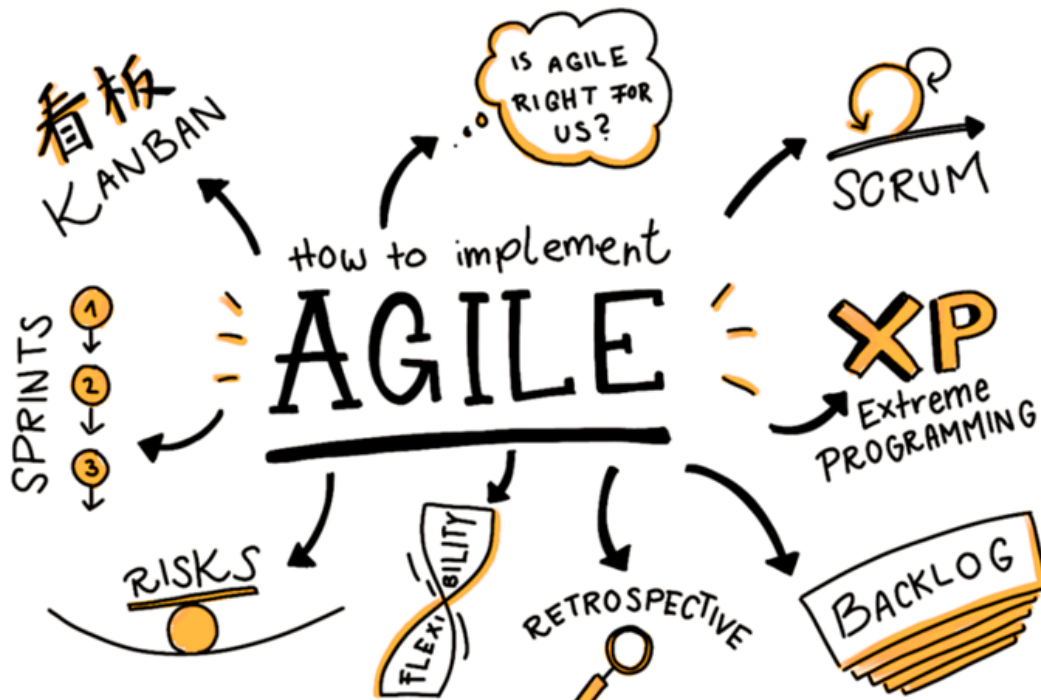 看板
KANBAN
IS AGILE
RIGHT FOR
US?
SCRUM
How to implement
AGILE
SPRINTS
1
2
3
XP
Extreme
PROGRAMMING
RISKS
FLEXIBILITY
RETROSPECTIVE
BACKLOG